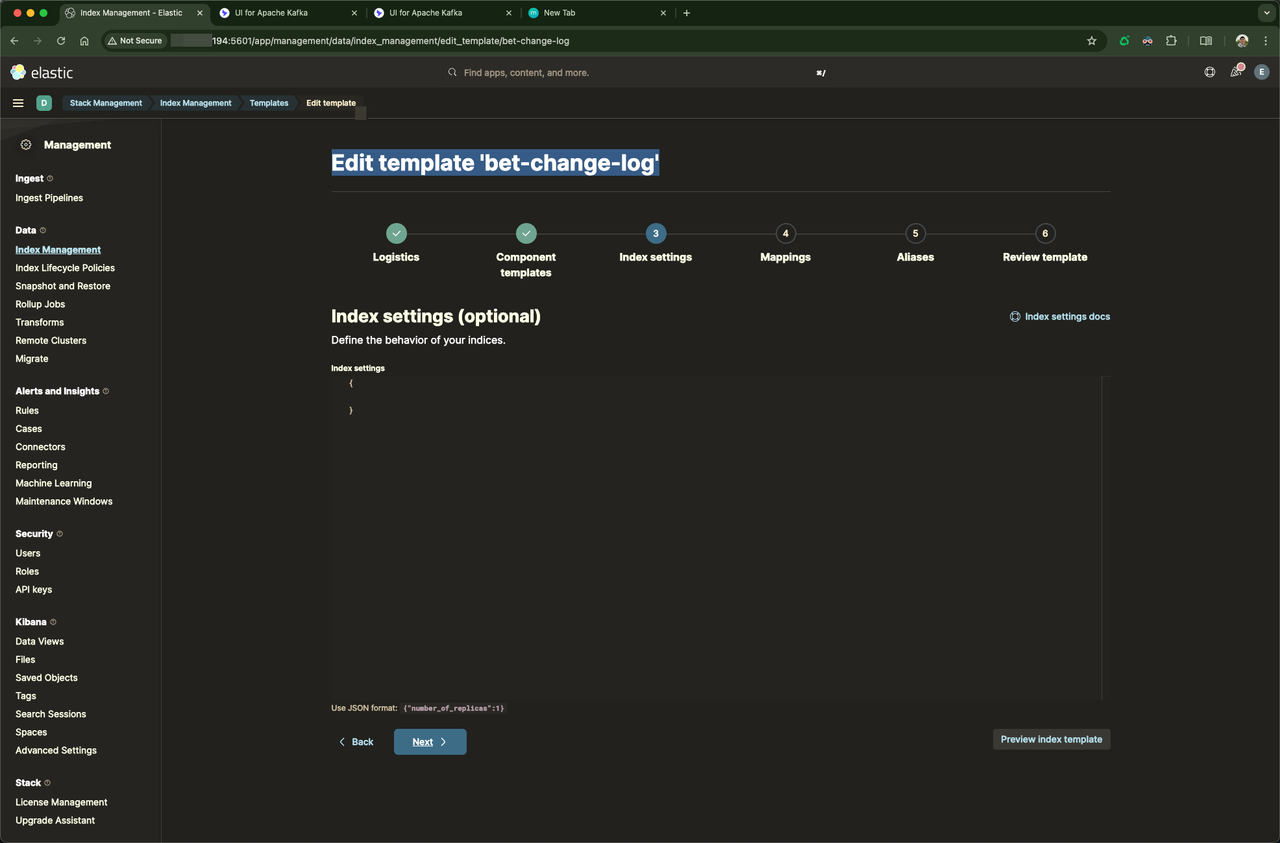 Index Management - Elastic
UI for Apache Kafka
UI for Apache Kafka
New Tab
Not Secure
194:5601/app/management/data/index_management/edit_template/bet-change-log
elastic
Find apps, content, and more.
⌘/
E
D
Stack Management
Index Management
Templates
Edit template
Management
Ingest
Ingest Pipelines
Data
Index Management
Index Lifecycle Policies
Snapshot and Restore
Rollup Jobs
Transforms
Remote Clusters
Migrate
Alerts and Insights
Rules
Cases
Connectors
Reporting
Machine Learning
Maintenance Windows
Security
Users
Roles
API keys
Kibana
Data Views
Files
Saved Objects
Tags
Search Sessions
Spaces
Advanced Settings
Stack
License Management
Upgrade Assistant
Edit template 'bet-change-log'
Logistics
Component
templates
3
Index settings
4
Mappings
5
Aliases
6
Review template
Index settings (optional)
Index settings docs
Define the behavior of your indices.
Index settings
{
}
Use JSON format: {"number_of_replicas":1}
Back
Next
Preview index template